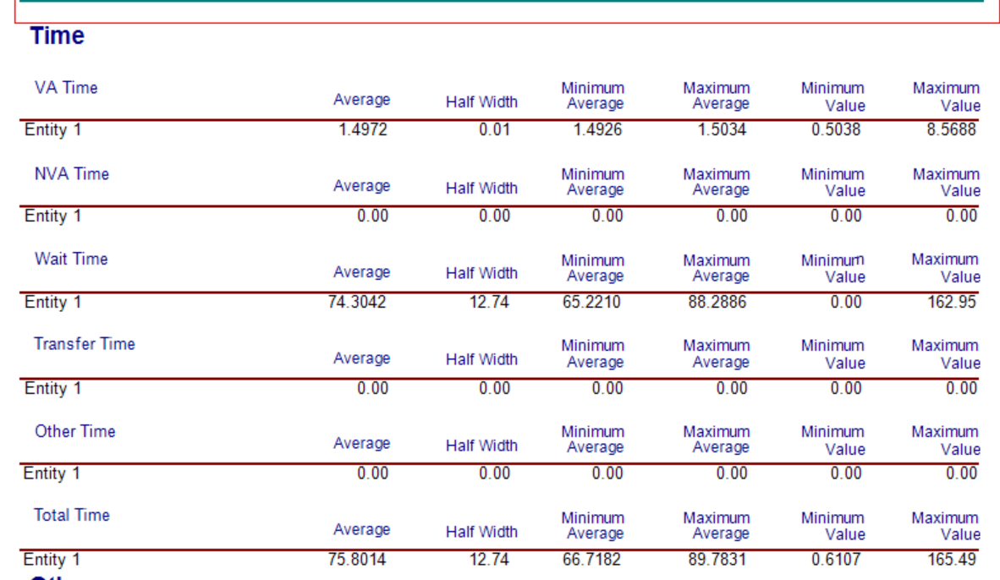 Time
VA Time Average Half Width Minimum Average Maximum Average Minimum Value Maximum Value
Entity 1 1.4972 0.01 1.4926 1.5034 0.5038 8.5688
NVA Time Average Half Width Minimum Average Maximum Average Minimum Value Maximum Value
Entity 1 0.00 0.00 0.00 0.00 0.00 0.00
Wait Time Average Half Width Minimum Average Maximum Average Minimum Value Maximum Value
Entity 1 74.3042 12.74 65.2210 88.2886 0.00 162.95
Transfer Time Average Half Width Minimum Average Maximum Average Minimum Value Maximum Value
Entity 1 0.00 0.00 0.00 0.00 0.00 0.00
Other Time Average Half Width Minimum Average Maximum Average Minimum Value Maximum Value
Entity 1 0.00 0.00 0.00 0.00 0.00 0.00
Total Time Average Half Width Minimum Average Maximum Average Minimum Value Maximum Value
Entity 1 75.8014 12.74 66.7182 89.7831 0.6107 165.49